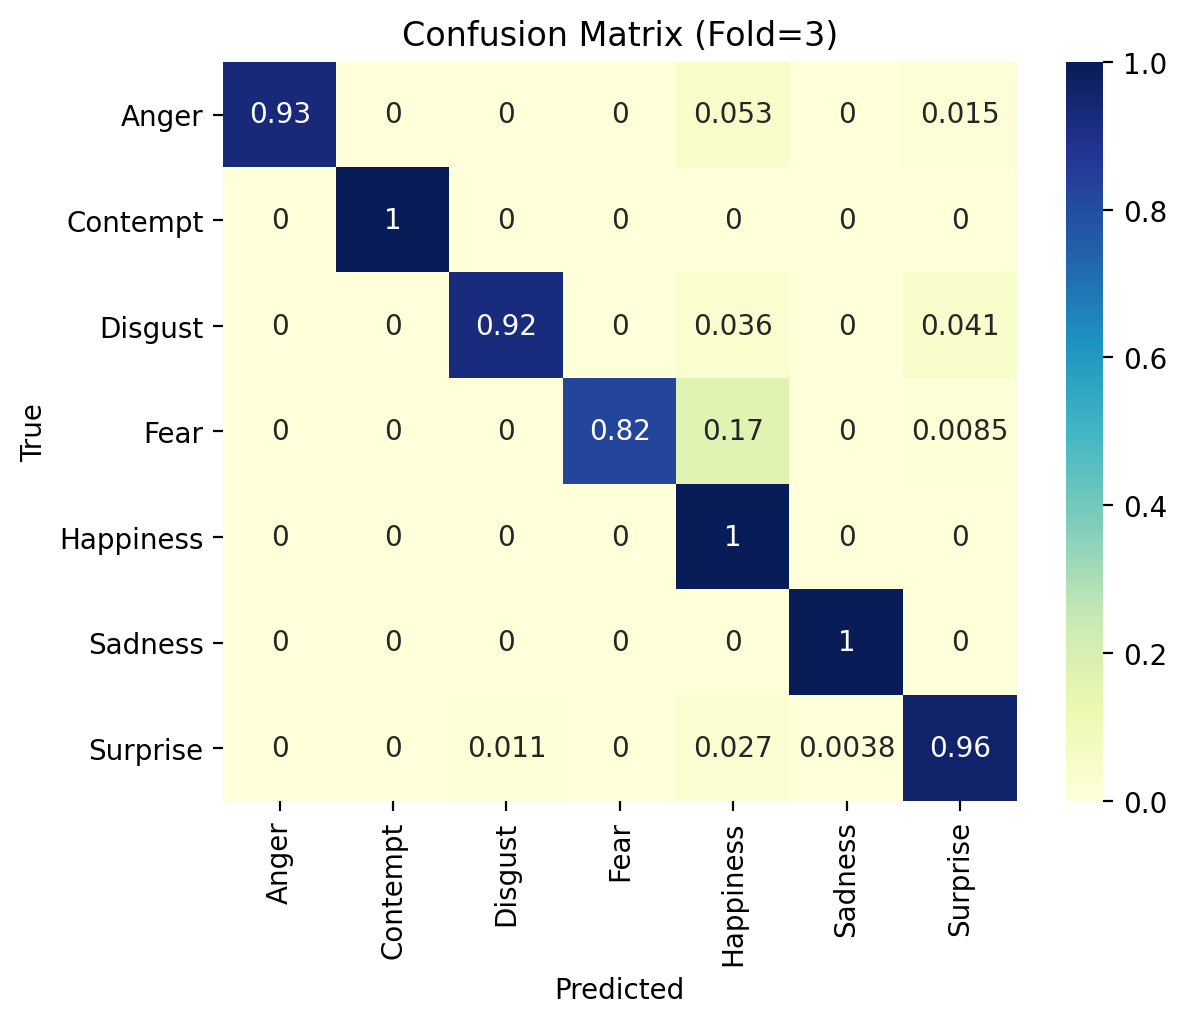 Confusion Matrix (Fold=3)
Anger 0.93 0 0 0 0.053 0 0.015
Contempt 0 1 0 0 0 0 0
Disgust 0 0 0.92 0 0.036 0 0.041
Fear 0 0 0 0.82 0.17 0 0.0085
Happiness 0 0 0 0 1 0 0
Sadness 0 0 0 0 0 1 0
Surprise 0 0 0.011 0 0.027 0.0038 0.96
True
Anger Contempt Disgust Fear Happiness Sadness Surprise
Predicted
1.0
0.8
0.6
0.4
0.2
0.0